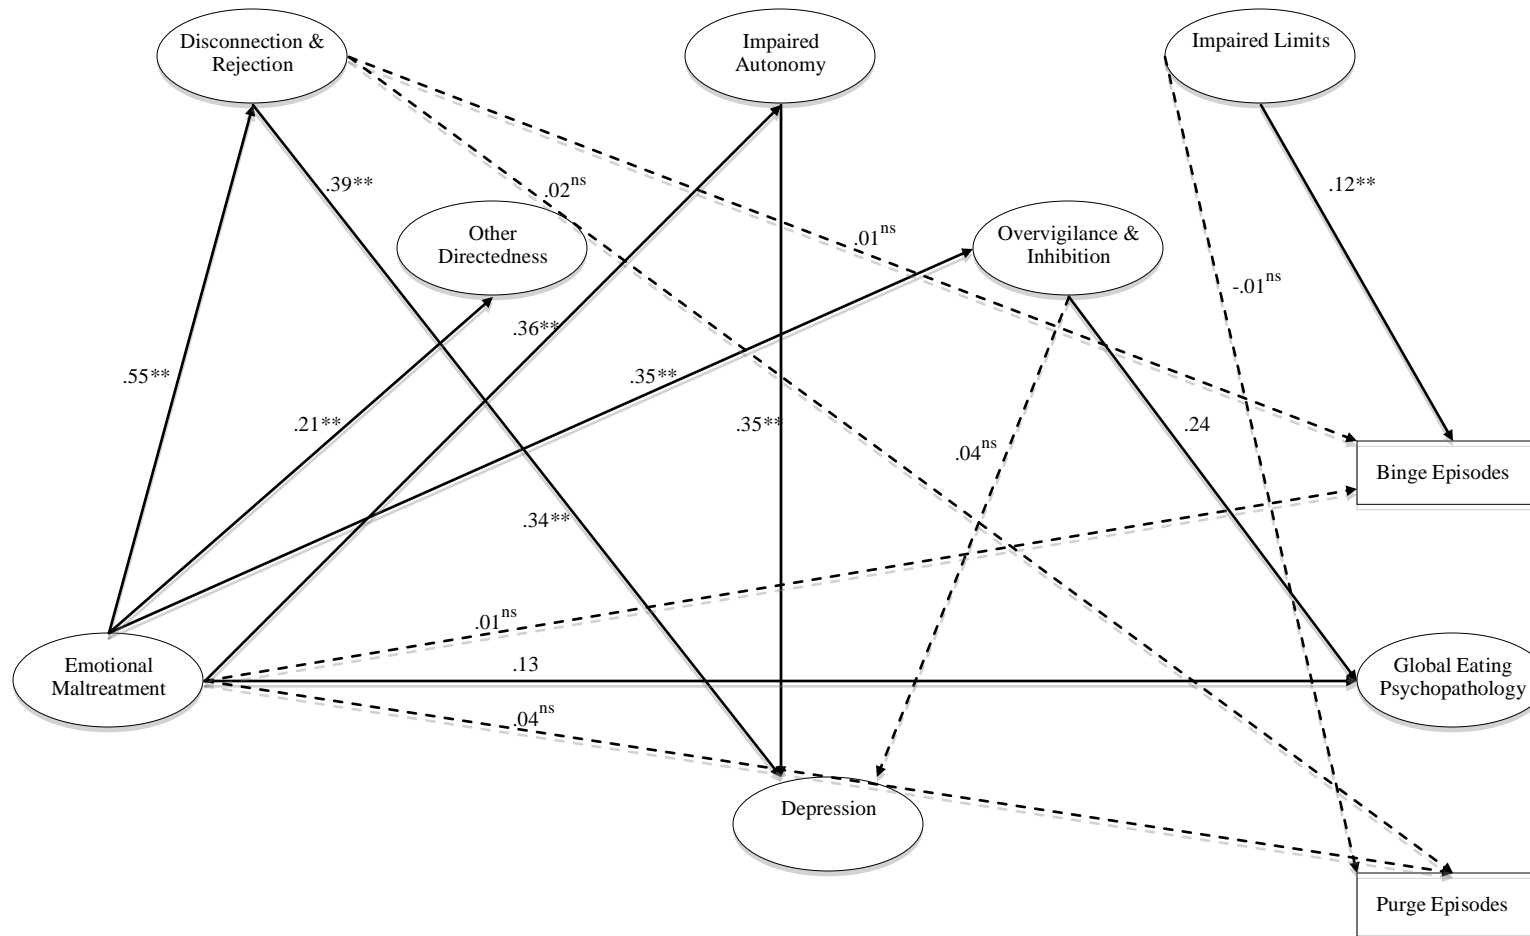 Disconnection &
Rejection
Impaired
Autonomy
Impaired Limits
.39**
.02ns
.12**
Other
Directedness
.01ns
Overvigilance &
Inhibition
-.01ns
.36**
.55**
.35**
.21**
.35**
.24
.04ns
Binge Episodes
.34**
.01ns
Emotional
Maltreatment
.13
Global Eating
Psychopathology
.04ns
Depression
Purge Episodes